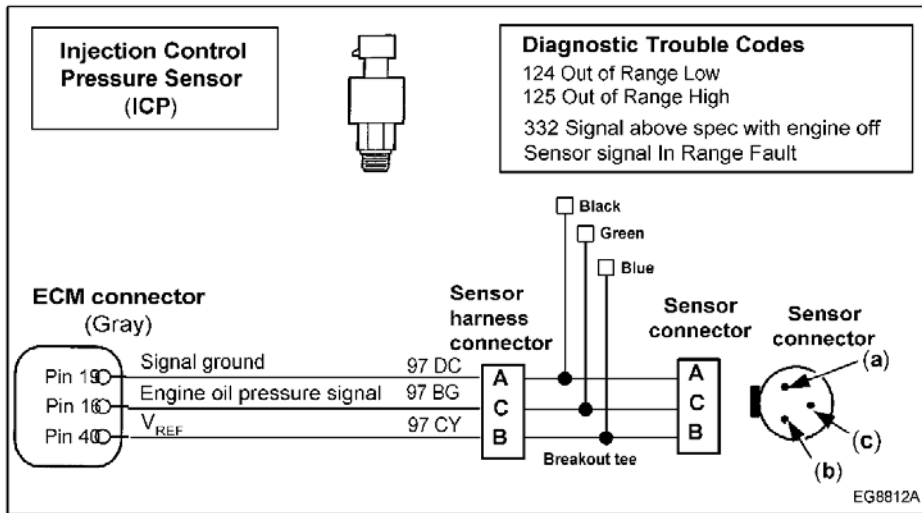 Injection Control
Pressure Sensor
(ICP)
Diagnostic Trouble Codes
124 Out of Range Low
125 Out of Range High
332 Signal above spec with engine off
Sensor signal In Range Fault
Black
Green
Blue
ECM connector
(Gray)
Sensor
harness
connector
Sensor
connector
Sensor
connector
Pin 19
Signal ground
97 DC
A
A
(a)
Pin 16
Engine oil pressure signal
97 BG
C
C
(c)
Pin 40
VREF
97 CY
B
B
(b)
Breakout tee
EG8812A